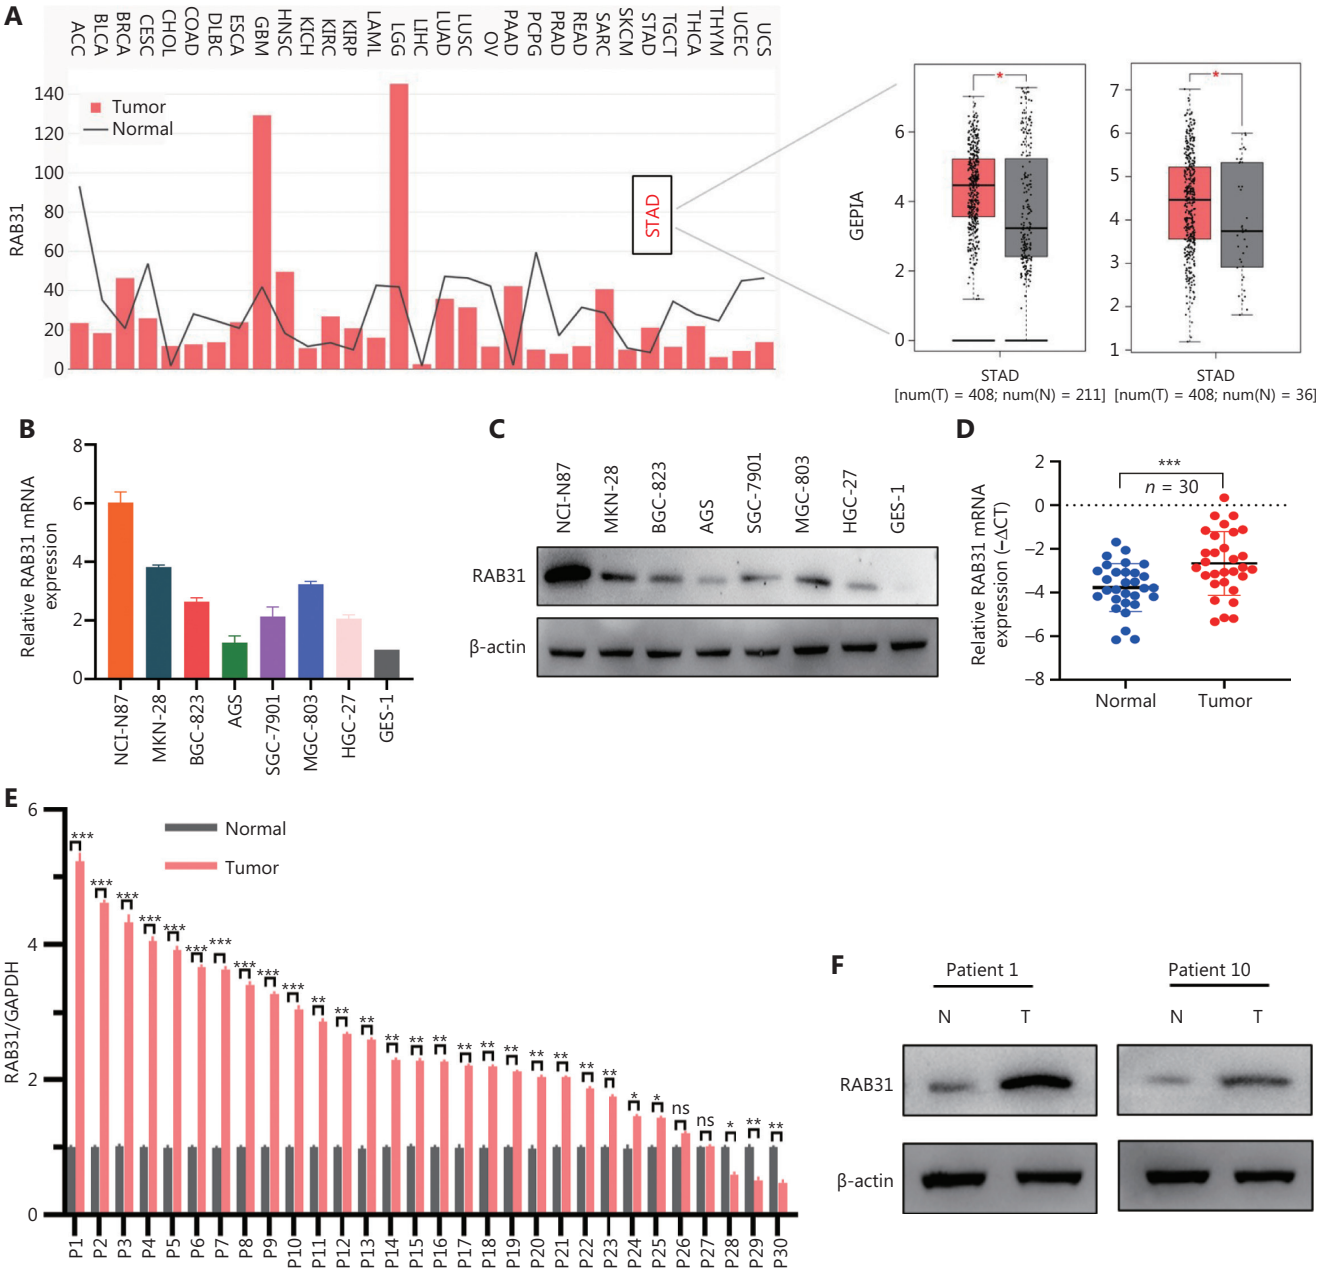 A
ACC BLCA BRCA CESC CHOL COAD DLBC ESCA GBM HNSC KICH KIRC KIRP LAML LGG LIHC LUAD LUSC OV PAAD PCPG PRAD READ SARC SKCM STAD TGCT THCA THYM UCEC UCS
RAB31
140
120
100
80
60
40
20
0
Tumor
Normal
STAD
GEPIA
6
4
2
0
*
STAD
[num(T) = 408; num(N) = 211]
7
6
5
4
3
2
1
*
STAD
[num(T) = 408; num(N) = 36]
B
Relative RAB31 mRNA
expression
8
6
4
2
0
NCI-N87 MKN-28 BGC-823 AGS SGC-7901 MGC-803 HGC-27 GES-1
C
NCI-N87 MKN-28 BGC-823 AGS SGC-7901 MGC-803 HGC-27 GES-1
RAB31
β-actin
D
Relative RAB31 mRNA
expression (−ΔCT)
2
0
−2
−4
−6
−8
***
n = 30
Normal Tumor
E
RAB31/GAPDH
6
4
2
0
Normal
Tumor
*** *** *** *** *** *** *** *** *** *** ** ** ** ** ** ** ** ** ** ** ** ** ** * * ns ns * ** **
P1 P2 P3 P4 P5 P6 P7 P8 P9 P10 P11 P12 P13 P14 P15 P16 P17 P18 P19 P20 P21 P22 P23 P24 P25 P26 P27 P28 P29 P30
F
Patient 1 Patient 10
N T N T
RAB31
β-actin